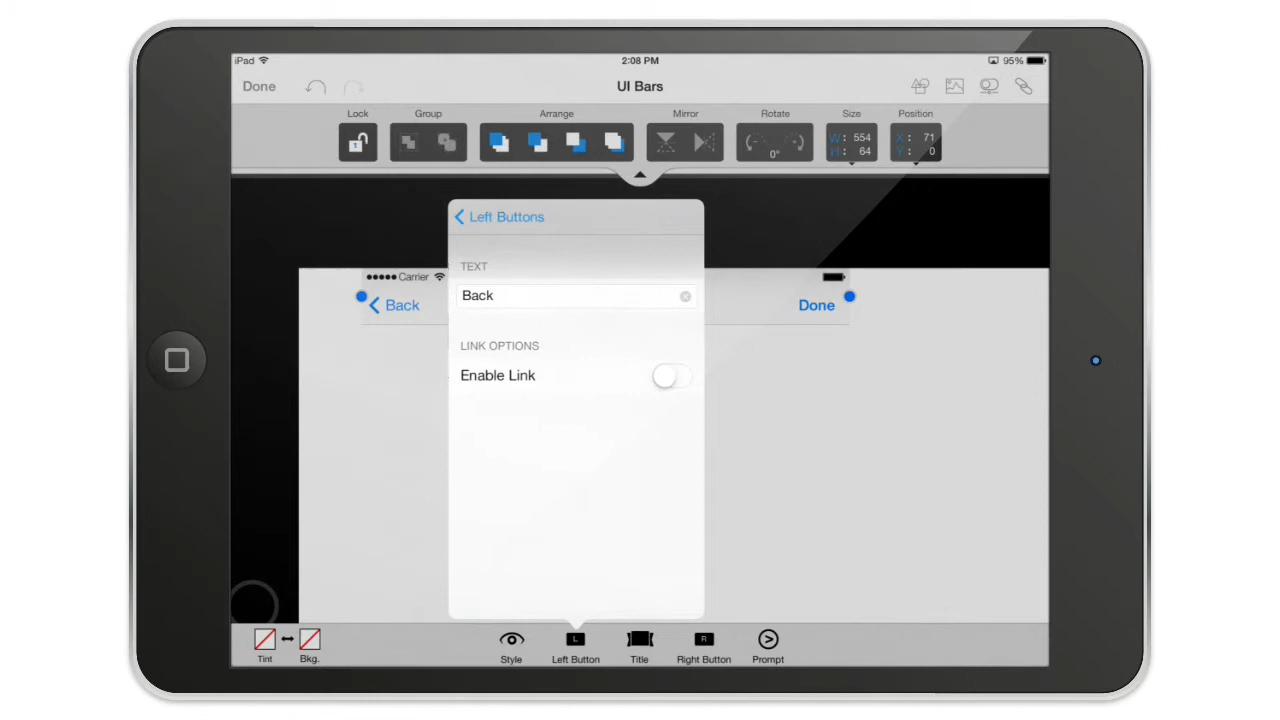 iPad 2:08 PM 95%
Done UI Bars
Lock Group Arrange Mirror Rotate Size Position
W: 554 X: 71
0° H: 64 Y: 0
Left Buttons
TEXT
Carrier
Back
Back Done
LINK OPTIONS
Enable Link
L R
Tint Bkg. Style Left Button Title Right Button Prompt